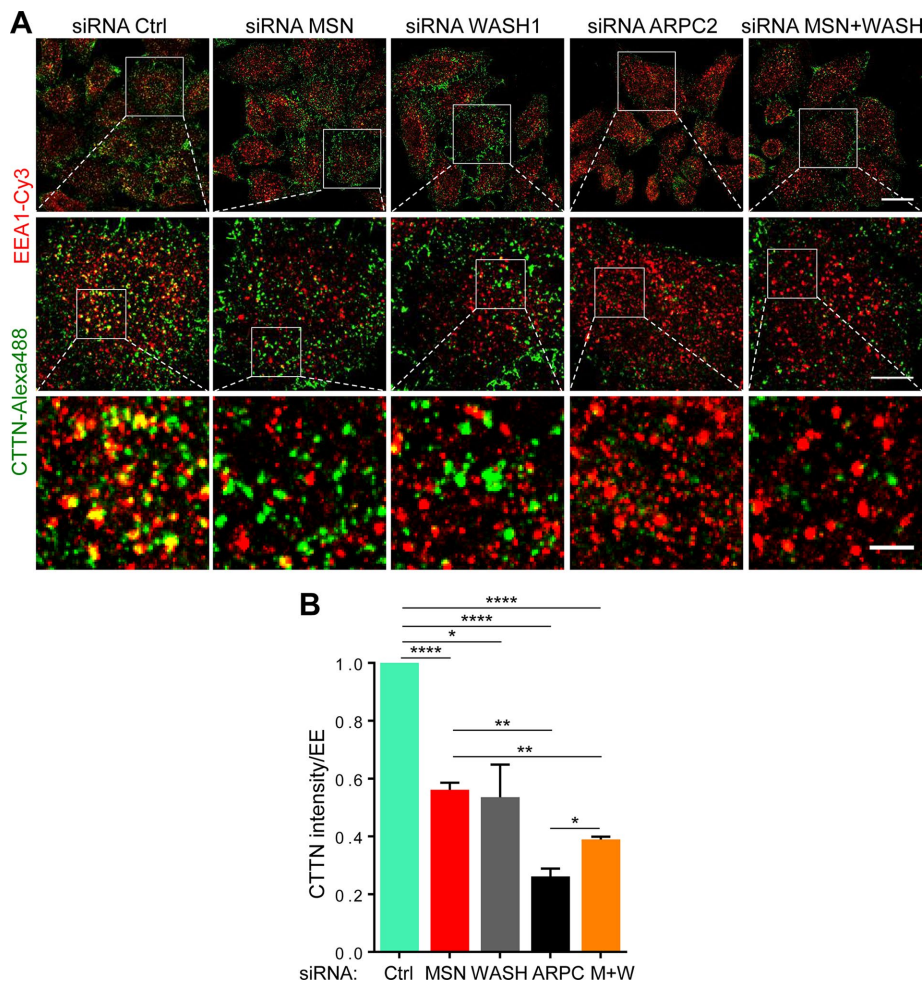 A
siRNA Ctrl
siRNA MSN
siRNA WASH1
siRNA ARPC2
siRNA MSN+WASH
EEA1-Cy3
CTTN-Alexa488
B
****
****
*
****
**
**
*
CTTN intensity/EE
1.0
0.8
0.6
0.4
0.2
0.0
siRNA: Ctrl MSN WASH ARPC M+W